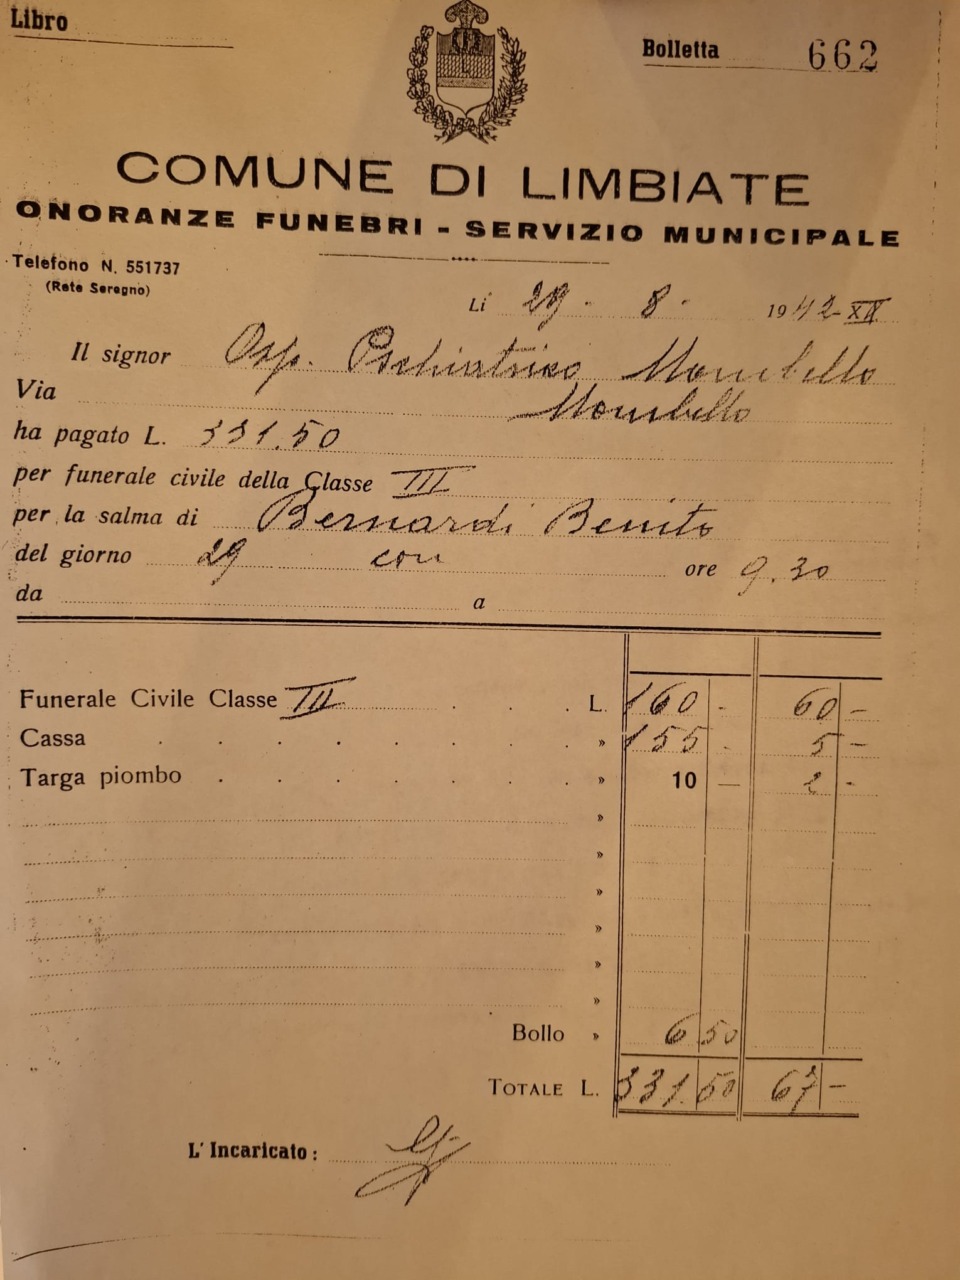 Libro
Bolletta 662
COMUNE DI LIMBIATE
ONORANZE FUNEBRI - SERVIZIO MUNICIPALE
Telefono N. 551737
(Rete Seregno)
Li 29 - 8 - 1942-XX
Il signor Osp. Pschiatrico Mombello
Via Mombello
ha pagato L. 331.50
per funerale civile della Classe III
per la salma di Bernardi Benito
del giorno 29 con ore 9.30
da a
Funerale Civile Classe III . . . L. 160 - 60 -
Cassa . . . . . . . . » 155 - 5 -
Targa piombo . . . . . . . » 10 — 2 -
»
»
»
»
»
»
Bollo » 6 50
TOTALE L. 331.50 67 -
L'Incaricato :